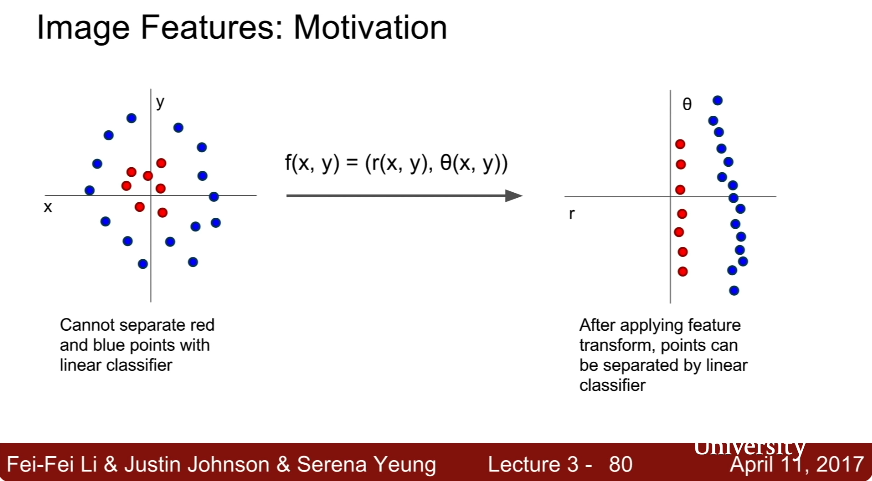 Image Features: Motivation
y
x
f(x, y) = (r(x, y), θ(x, y))
θ
r
Cannot separate red
and blue points with
linear classifier
After applying feature
transform, points can
be separated by linear
classifier
University
Fei-Fei Li & Justin Johnson & Serena Yeung Lecture 3 - 80 April 11, 2017